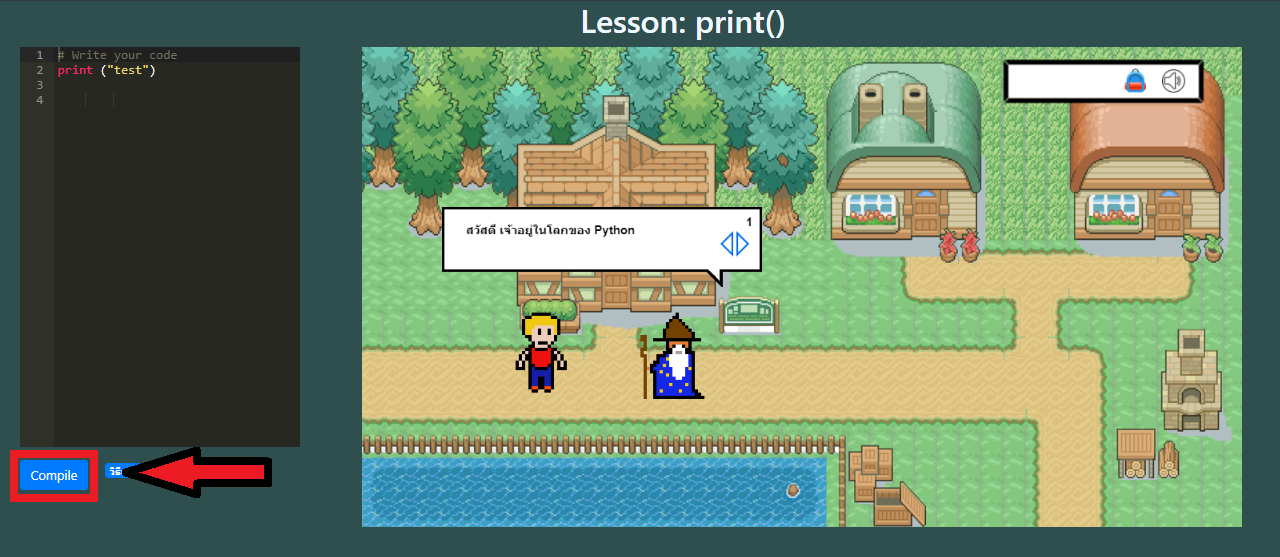 Lesson: print()
1 # Write your code
2 print ("test")
3
4
1
สวัสดี เจ้าอยู่ในโลกของ Python
Compile